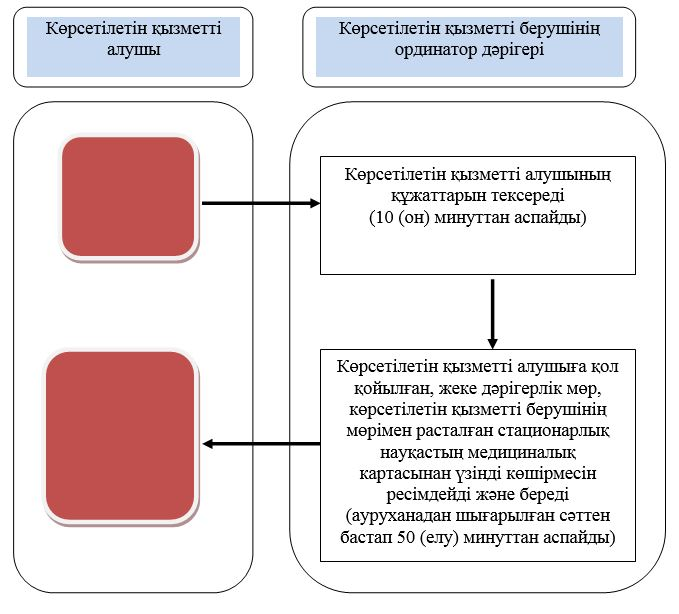 Көрсетілетін қызметті
алушы
Көрсетілетін қызметті берушінің
ординатор дәрігері
Көрсетілетін қызметті алушының
құжаттарын тексереді
(10 (он) минуттан аспайды)
Көрсетілетін қызметті алушыға қол
қойылған, жеке дәрігерлік мөр,
көрсетілетін қызметті берушінің
мөрімен расталған стационарлық
науқастың медициналық
картасынан үзінді көшірмесін
ресімдейді және береді
(ауруханадан шығарылған сәттен
бастап 50 (елу) минуттан аспайды)